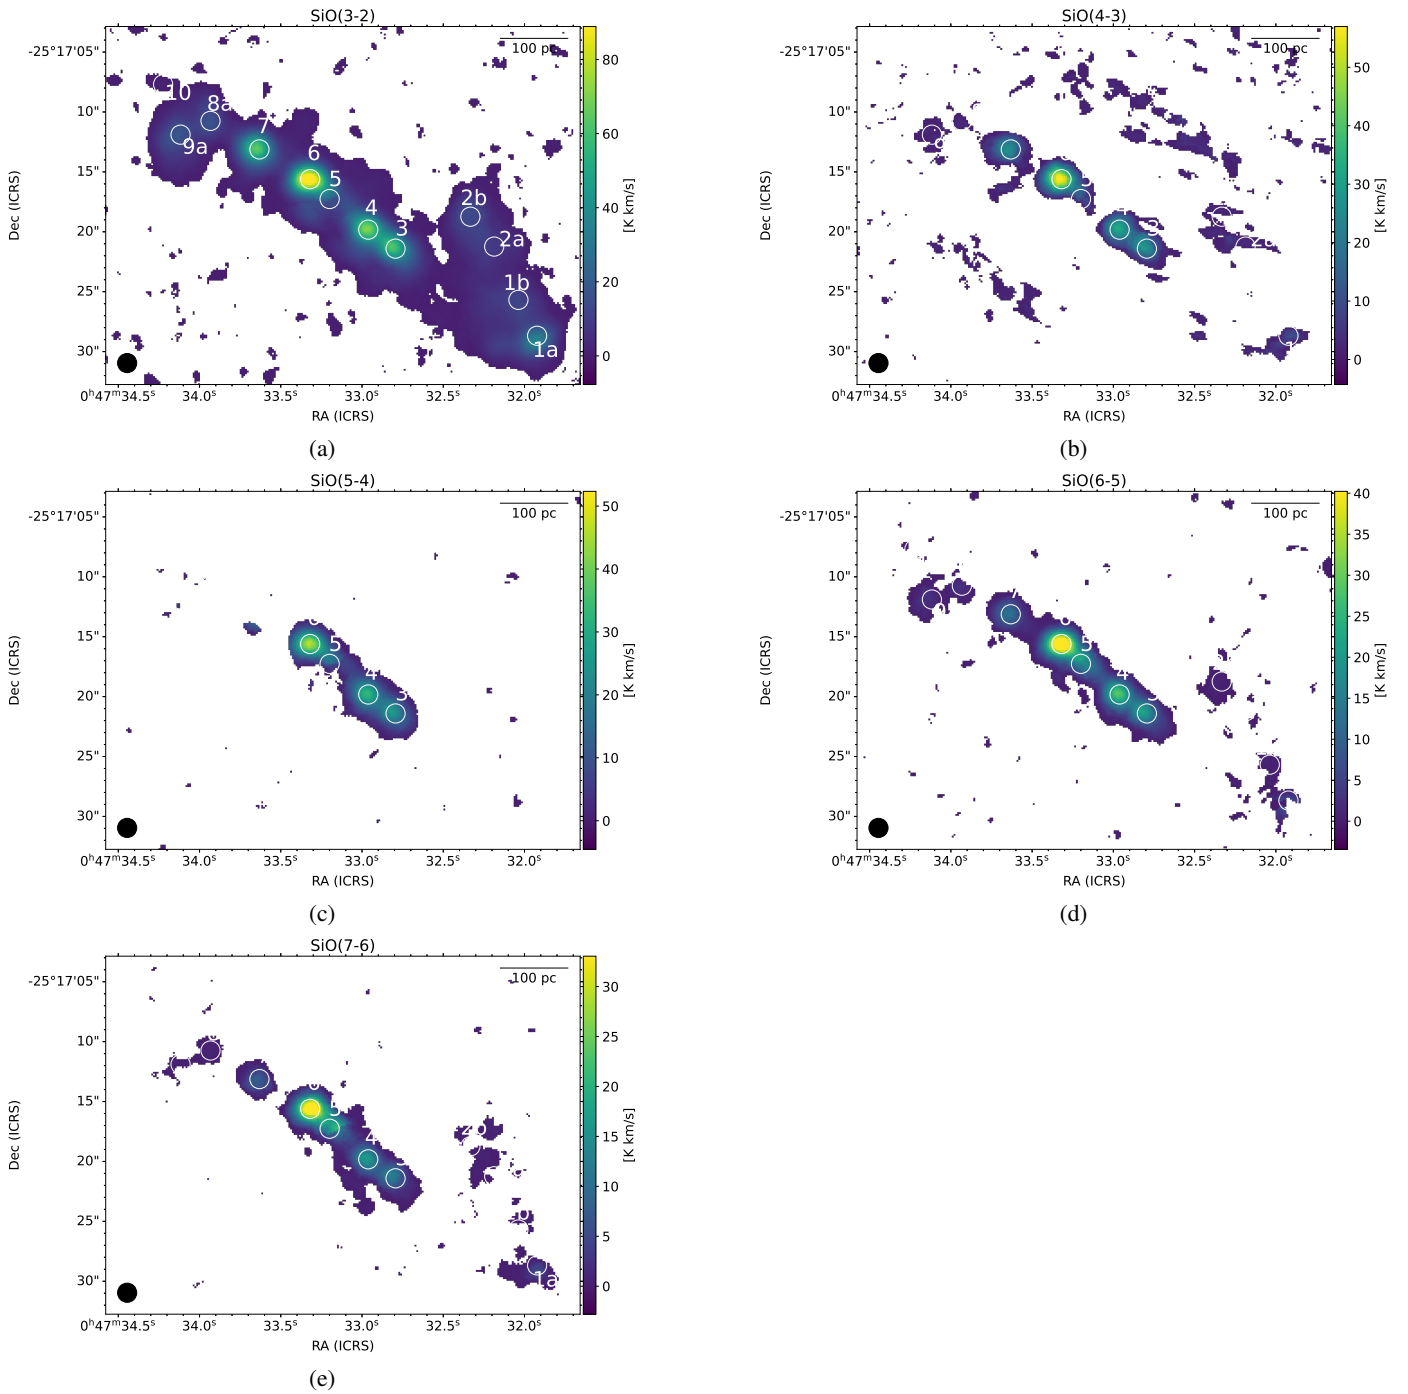 SiO(3-2)
-25°17'05"
10"
15"
20"
25"
30"
Dec (ICRS)
100 pc
10
8a
9a
7
6
5
4
3
2b
2a
1b
1a
80
60
40
20
0
[K km/s]
0ʰ47ᵐ34.5ˢ 34.0ˢ 33.5ˢ 33.0ˢ 32.5ˢ 32.0ˢ
RA (ICRS)
(a)
SiO(4-3)
-25°17'05"
10"
15"
20"
25"
30"
Dec (ICRS)
100 pc
50
40
30
20
10
0
[K km/s]
0ʰ47ᵐ34.5ˢ 34.0ˢ 33.5ˢ 33.0ˢ 32.5ˢ 32.0ˢ
RA (ICRS)
(b)
SiO(5-4)
-25°17'05"
10"
15"
20"
25"
30"
Dec (ICRS)
100 pc
6
5
4
3
50
40
30
20
10
0
[K km/s]
0ʰ47ᵐ34.5ˢ 34.0ˢ 33.5ˢ 33.0ˢ 32.5ˢ 32.0ˢ
RA (ICRS)
(c)
SiO(6-5)
-25°17'05"
10"
15"
20"
25"
30"
Dec (ICRS)
100 pc
5
4
40
35
30
25
20
15
10
5
0
[K km/s]
0ʰ47ᵐ34.5ˢ 34.0ˢ 33.5ˢ 33.0ˢ 32.5ˢ 32.0ˢ
RA (ICRS)
(d)
SiO(7-6)
-25°17'05"
10"
15"
20"
25"
30"
Dec (ICRS)
100 pc
5
4
2b
1a
30
25
20
15
10
5
0
[K km/s]
0ʰ47ᵐ34.5ˢ 34.0ˢ 33.5ˢ 33.0ˢ 32.5ˢ 32.0ˢ
RA (ICRS)
(e)